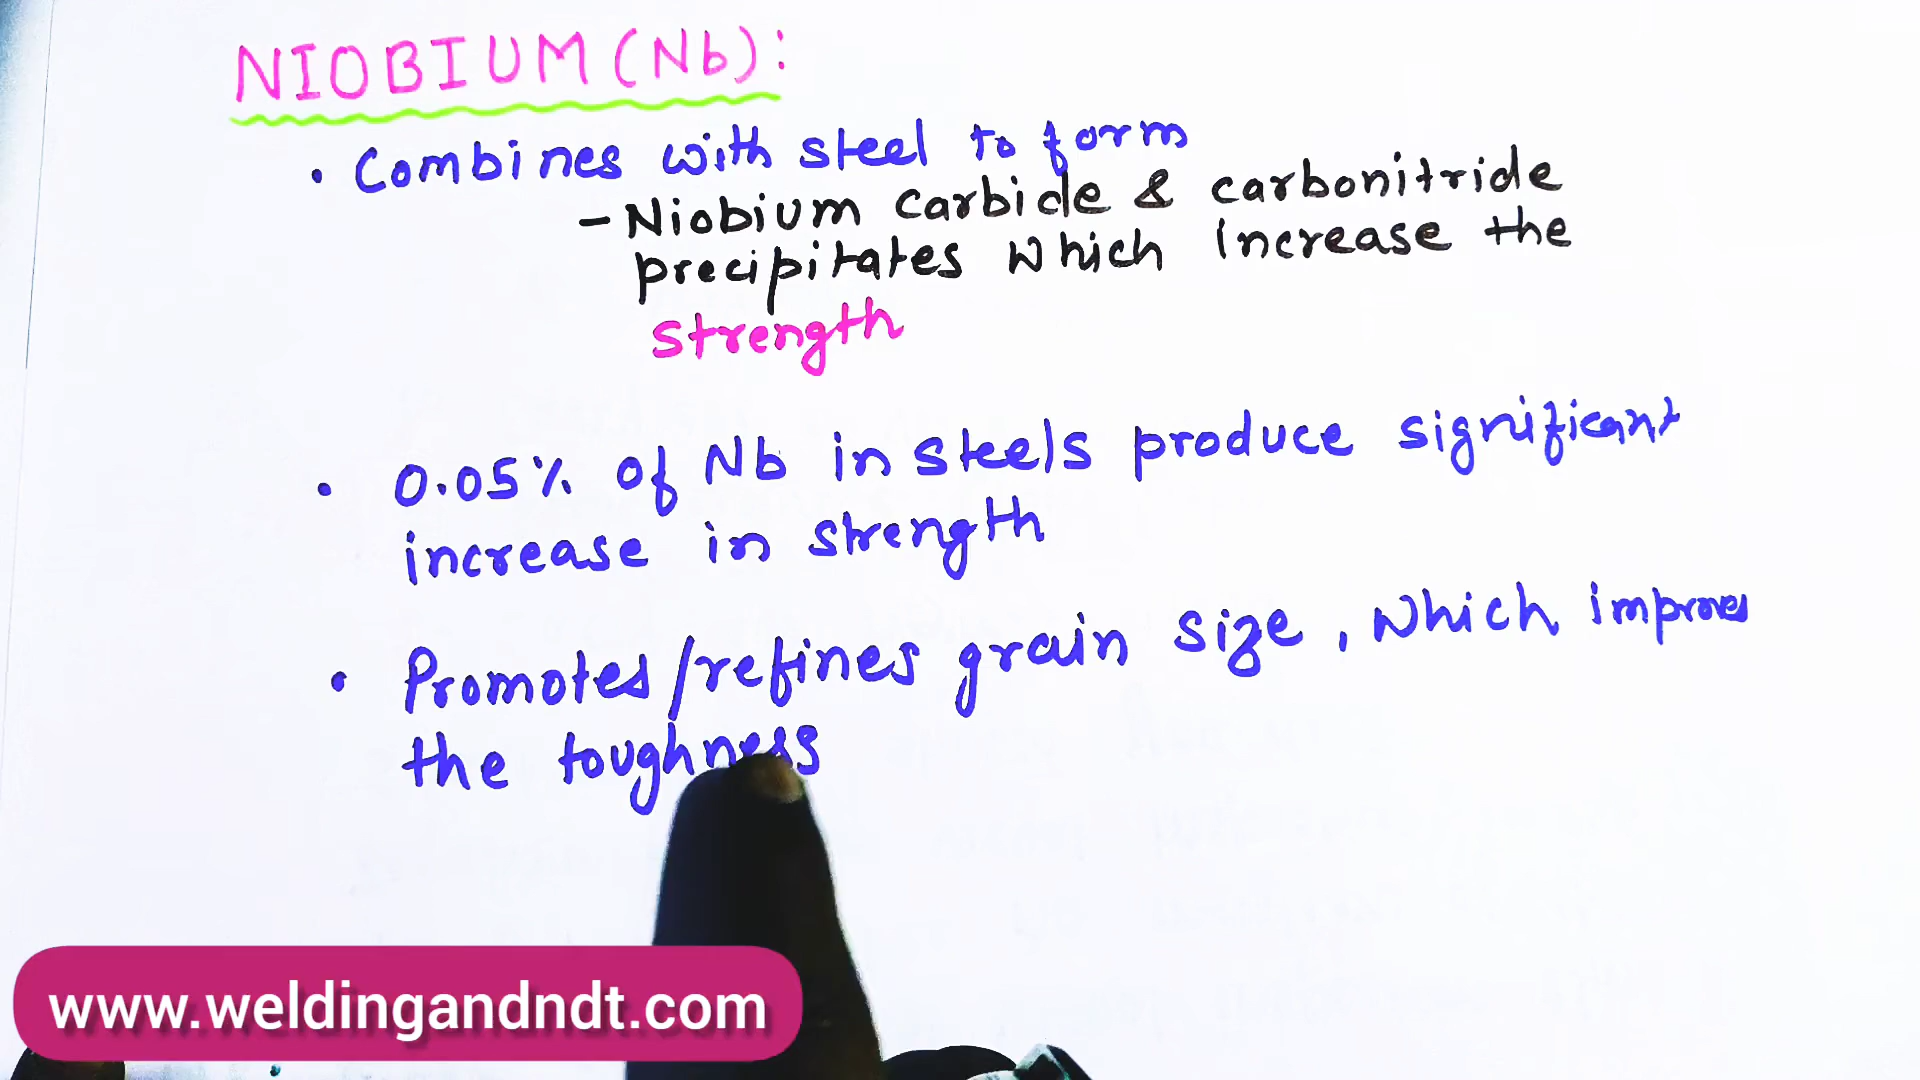 NIOBIUM (Nb):
• Combines with steel to form
- Niobium carbide & carbonitride
precipitates which increase the
strength
• 0.05% of Nb in steels produce significant
increase in strength
• Promotes/refines grain size, which improves
the toughness
www.weldingandndt.com